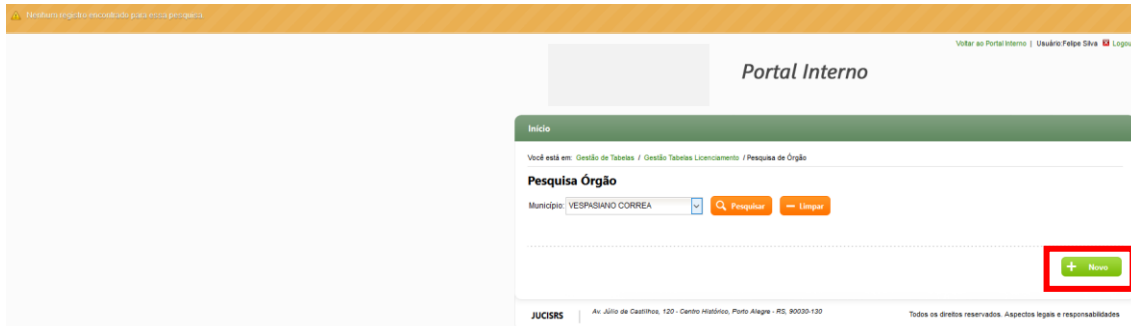 Nenhum registro encontrado para essa pesquisa.
Voltar ao Portal Interno | Usuário:Felipe Silva Logou
Portal Interno
Início
Você está em: Gestão de Tabelas / Gestão Tabelas Licenciamento / Pesquisa de Órgão
Pesquisa Órgão
Município: VESPASIANO CORREA Pesquisar Limpar
Novo
JUCISRS Av. Júlio de Castilhos, 120 - Centro Histórico, Porto Alegre - RS, 90030-130 Todos os direitos reservados. Aspectos legais e responsabilidades